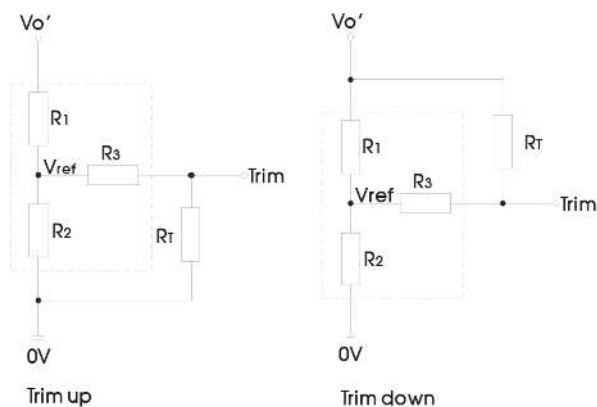 Vo'
R1
R3
Vref
Trim
R2
RT
0V
Trim up
Vo'
R1
RT
Vref
R3
Trim
R2
0V
Trim down